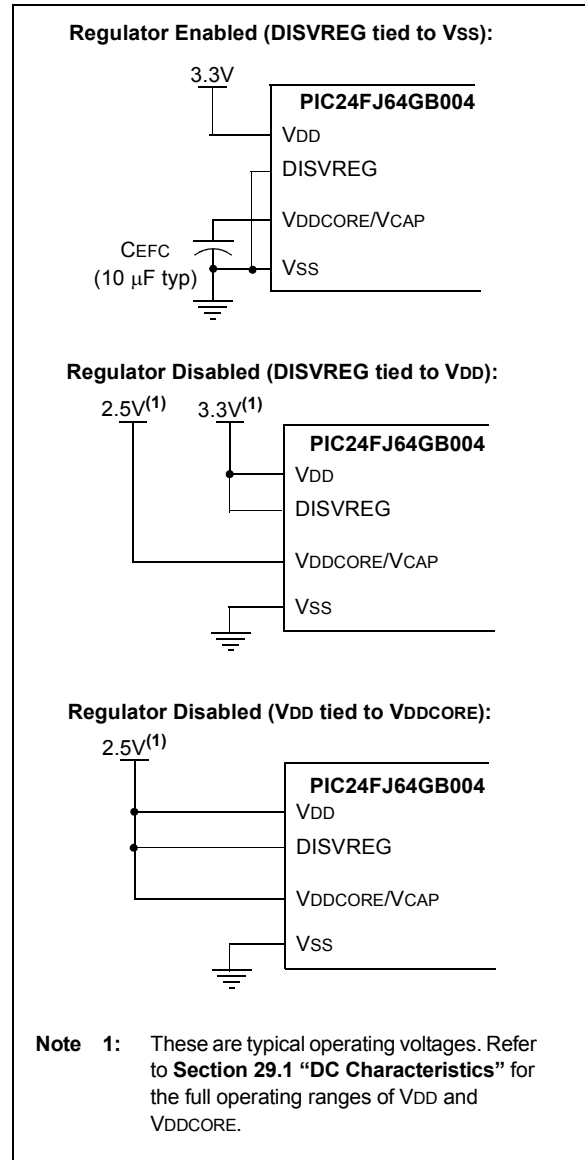 Regulator Enabled (DISVREG tied to VSS):
3.3V
PIC24FJ64GB004
VDD
DISVREG
VDDCORE/VCAP
CEFC
(10 μF typ)
VSS
Regulator Disabled (DISVREG tied to VDD):
2.5V(1) 3.3V(1)
PIC24FJ64GB004
VDD
DISVREG
VDDCORE/VCAP
VSS
Regulator Disabled (VDD tied to VDDCORE):
2.5V(1)
PIC24FJ64GB004
VDD
DISVREG
VDDCORE/VCAP
VSS
Note 1: These are typical operating voltages. Refer
to Section 29.1 “DC Characteristics” for
the full operating ranges of VDD and
VDDCORE.